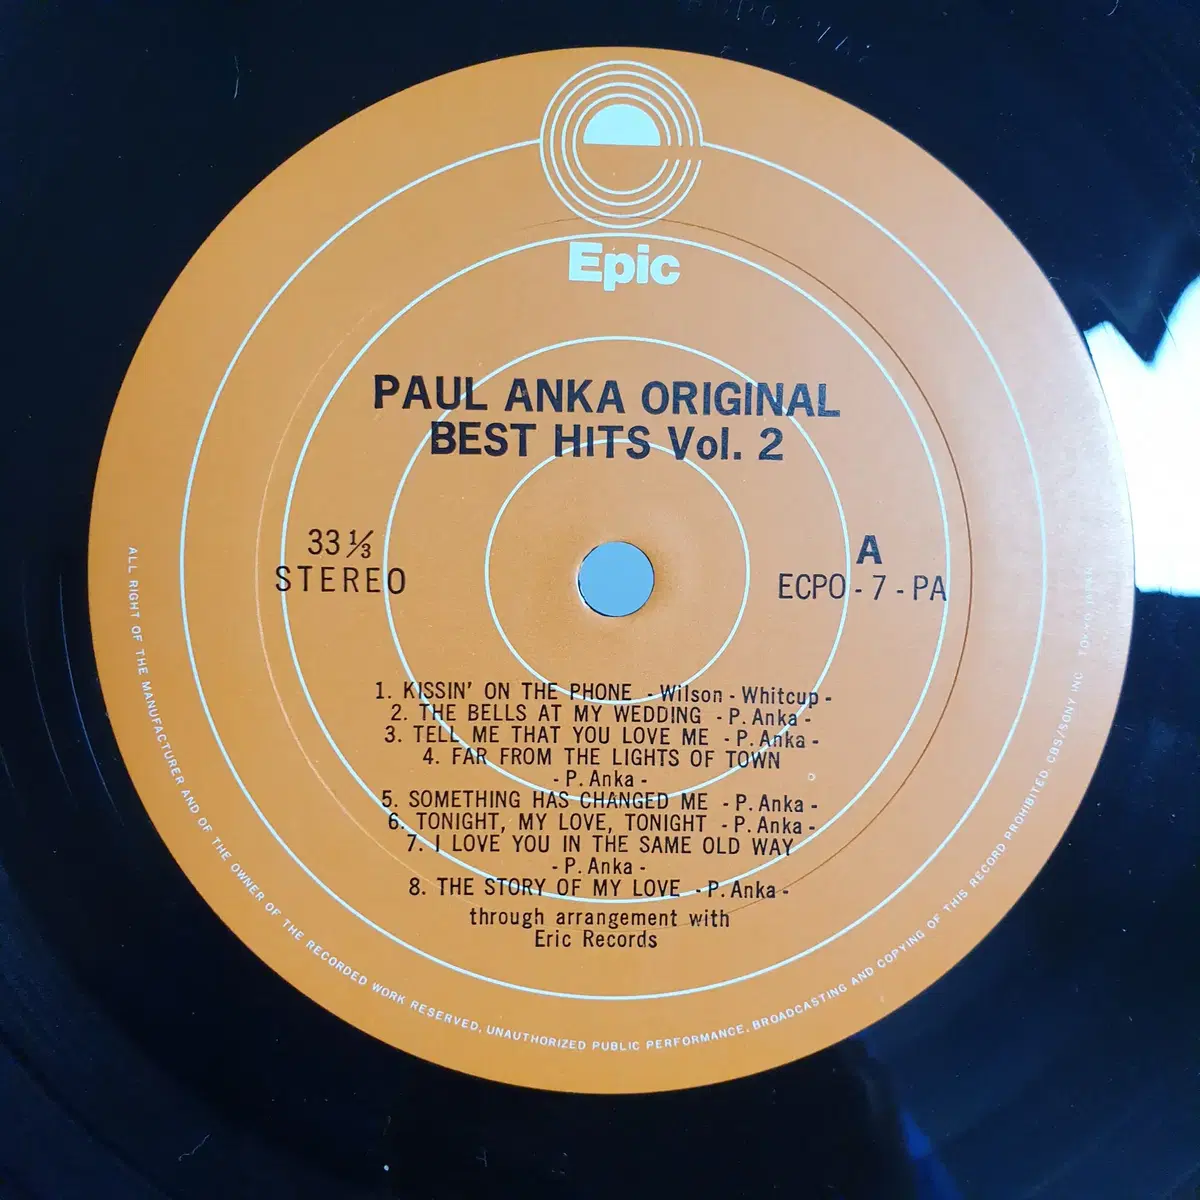 Epic
PAUL ANKA ORIGINAL
BEST HITS Vol. 2
33 1/3
STEREO
A
ECPO - 7 - PA
1. KISSIN' ON THE PHONE - Wilson - Whitcup -
2. THE BELLS AT MY WEDDING - P. Anka -
3. TELL ME THAT YOU LOVE ME - P. Anka -
4. FAR FROM THE LIGHTS OF TOWN
- P. Anka -
5. SOMETHING HAS CHANGED ME - P. Anka -
6. TONIGHT, MY LOVE, TONIGHT - P. Anka -
7. I LOVE YOU IN THE SAME OLD WAY
- P. Anka -
8. THE STORY OF MY LOVE - P. Anka -
through arrangement with
Eric Records
ALL RIGHT OF THE MANUFACTURER AND OF THE OWNER OF THE RECORDED WORK RESERVED, UNAUTHORIZED PUBLIC PERFORMANCE, BROADCASTING AND COPYING OF THIS RECORD PROHIBITED. CBS/SONY INC TOKYO JAPAN